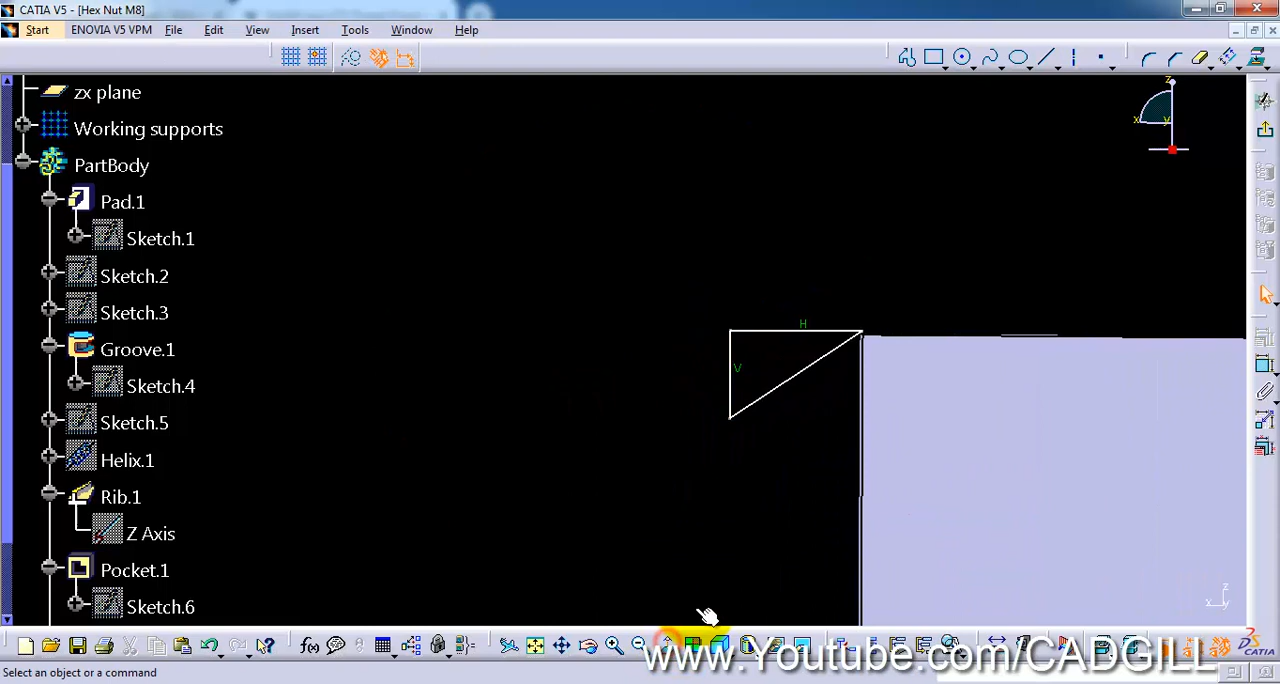 CATIA V5 - [Hex Nut M8]
Start ENOVIA V5 VPM File Edit View Insert Tools Window Help
zx plane
Working supports
PartBody
Pad.1
Sketch.1
Sketch.2
Sketch.3
Groove.1
Sketch.4
Sketch.5
Helix.1
Rib.1
Z Axis
Pocket.1
Sketch.6
H
V
z
x
y
z
x
y
f(x)
www.Youtube.com/CADGILL
CATIA
Select an object or a command